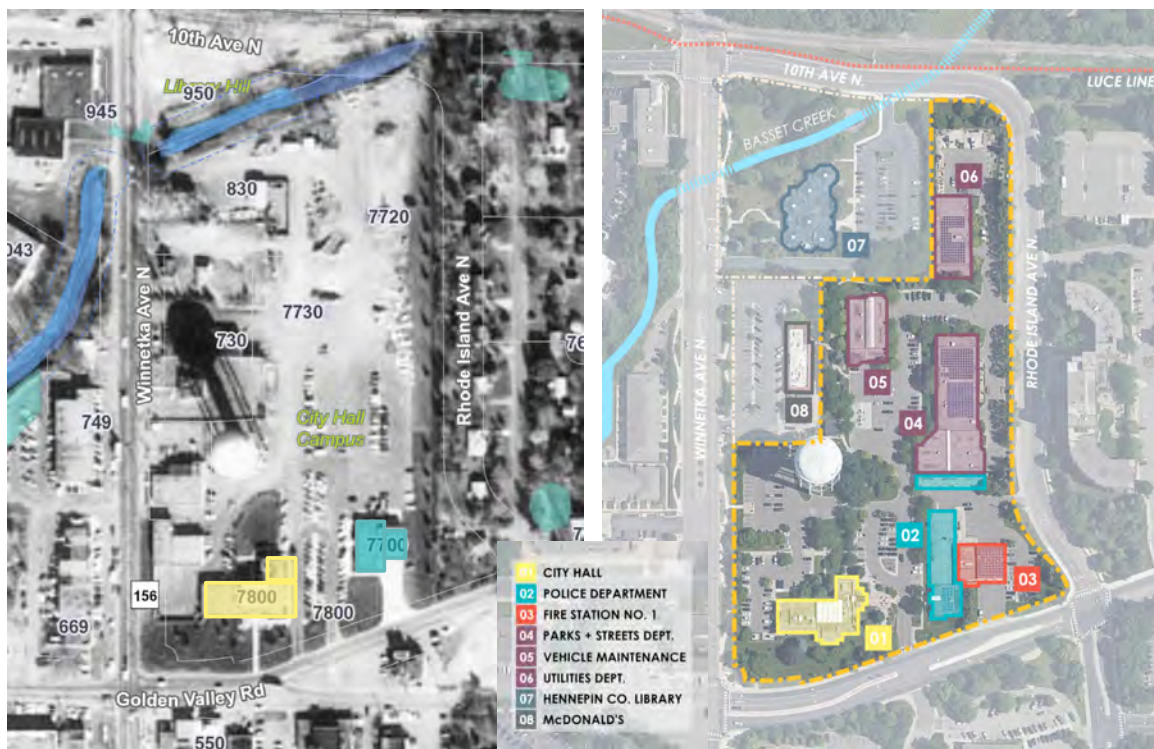 10th Ave N
Library Hill
950
945
830
7720
043
Winnetka Ave N
Rhode Island Ave N
7730
730
76
749
City Hall
Campus
7700
7800
156
7800
669
Golden Valley Rd
550
01 CITY HALL
02 POLICE DEPARTMENT
03 FIRE STATION NO. 1
04 PARKS + STREETS DEPT.
05 VEHICLE MAINTENANCE
06 UTILITIES DEPT.
07 HENNEPIN CO. LIBRARY
08 McDONALD'S
10TH AVE N.
LUCE LINE
BASSET CREEK
06
07
WINNETKA AVE N.
RHODE ISLAND AVE N.
05
08
04
02
03
01